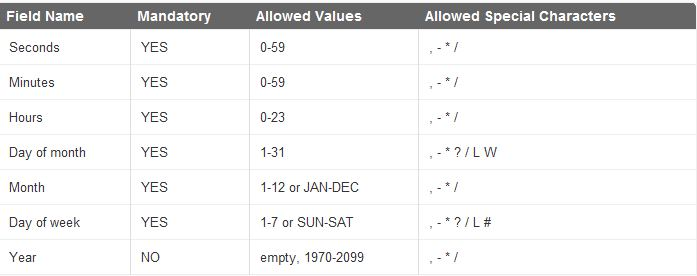 Field Name Mandatory Allowed Values Allowed Special Characters
Seconds YES 0-59 , - * /
Minutes YES 0-59 , - * /
Hours YES 0-23 , - * /
Day of month YES 1-31 , - * ? / L W
Month YES 1-12 or JAN-DEC , - * /
Day of week YES 1-7 or SUN-SAT , - * ? / L #
Year NO empty, 1970-2099 , - * /